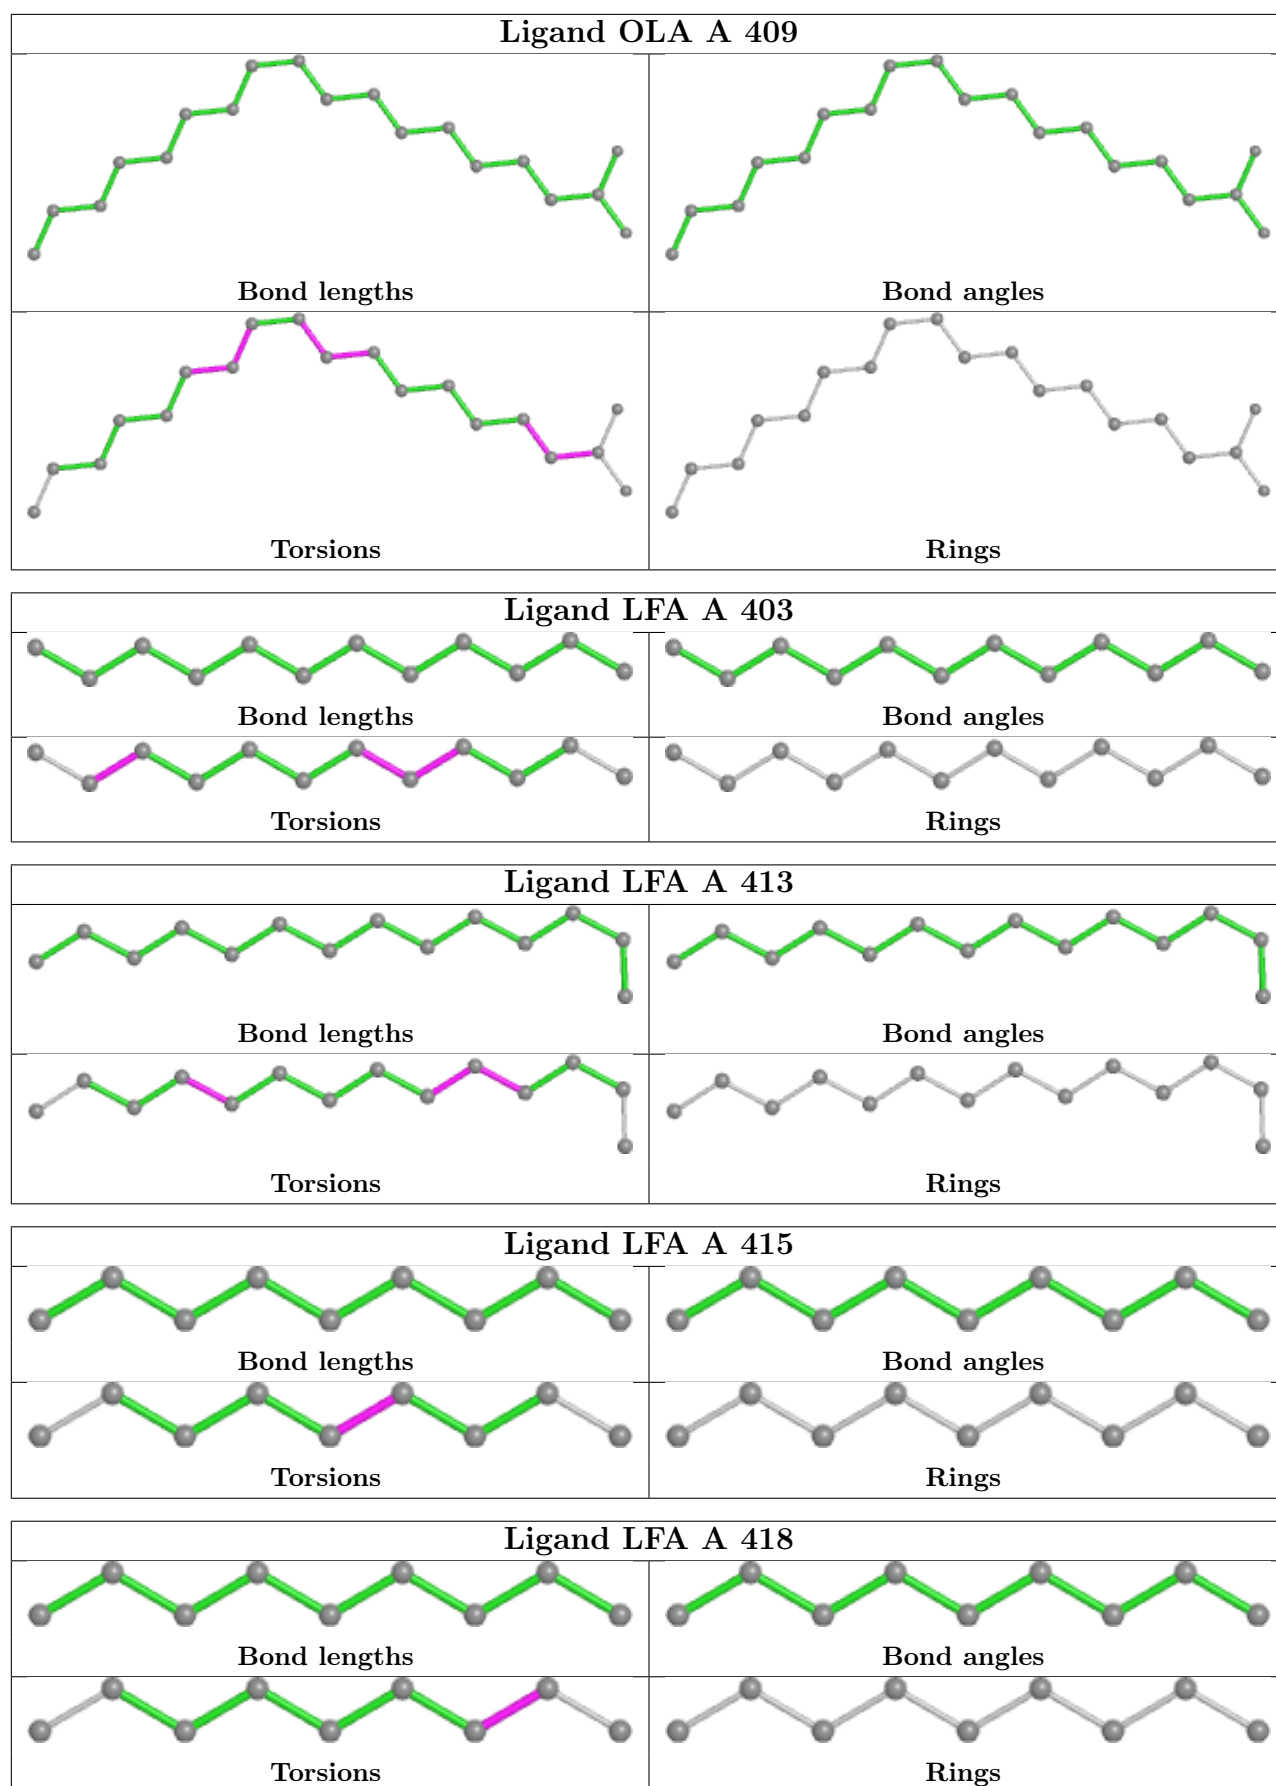 Ligand OLA A 409
Bond lengths
Bond angles
Torsions
Rings
Ligand LFA A 403
Bond lengths
Bond angles
Torsions
Rings
Ligand LFA A 413
Bond lengths
Bond angles
Torsions
Rings
Ligand LFA A 415
Bond lengths
Bond angles
Torsions
Rings
Ligand LFA A 418
Bond lengths
Bond angles
Torsions
Rings